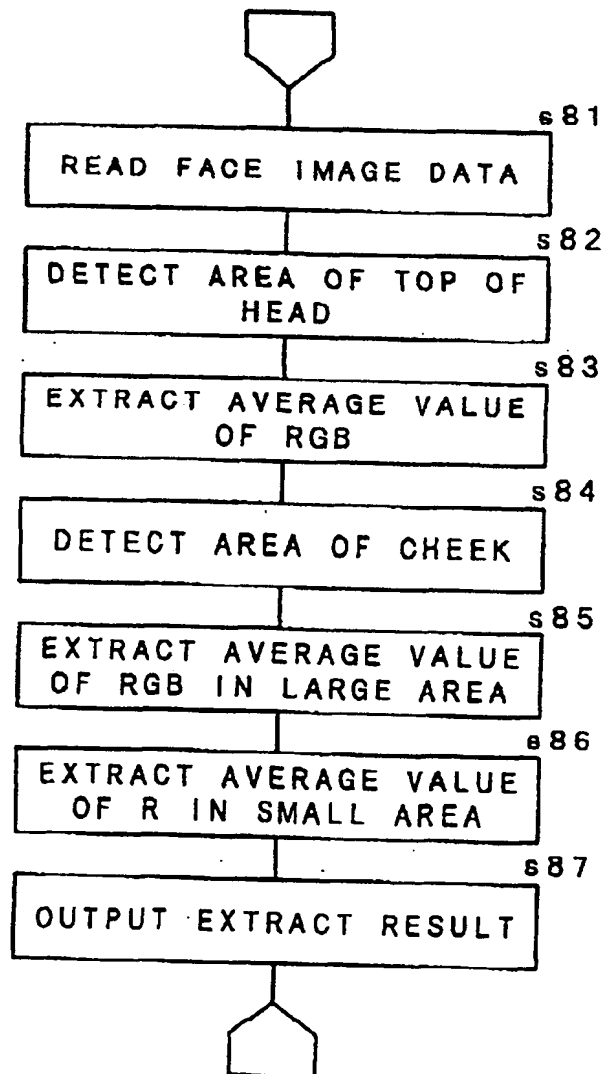 s81
READ FACE IMAGE DATA
s82
DETECT AREA OF TOP OF
HEAD
s83
EXTRACT AVERAGE VALUE
OF RGB
s84
DETECT AREA OF CHEEK
s85
EXTRACT AVERAGE VALUE
OF RGB IN LARGE AREA
s86
EXTRACT AVERAGE VALUE
OF R IN SMALL AREA
s87
OUTPUT EXTRACT RESULT